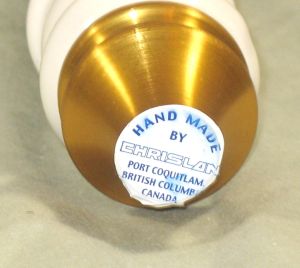 HAND MADE
BY
CHRISLAN
PORT COQUITLAM,
BRITISH COLUMB
CANADA